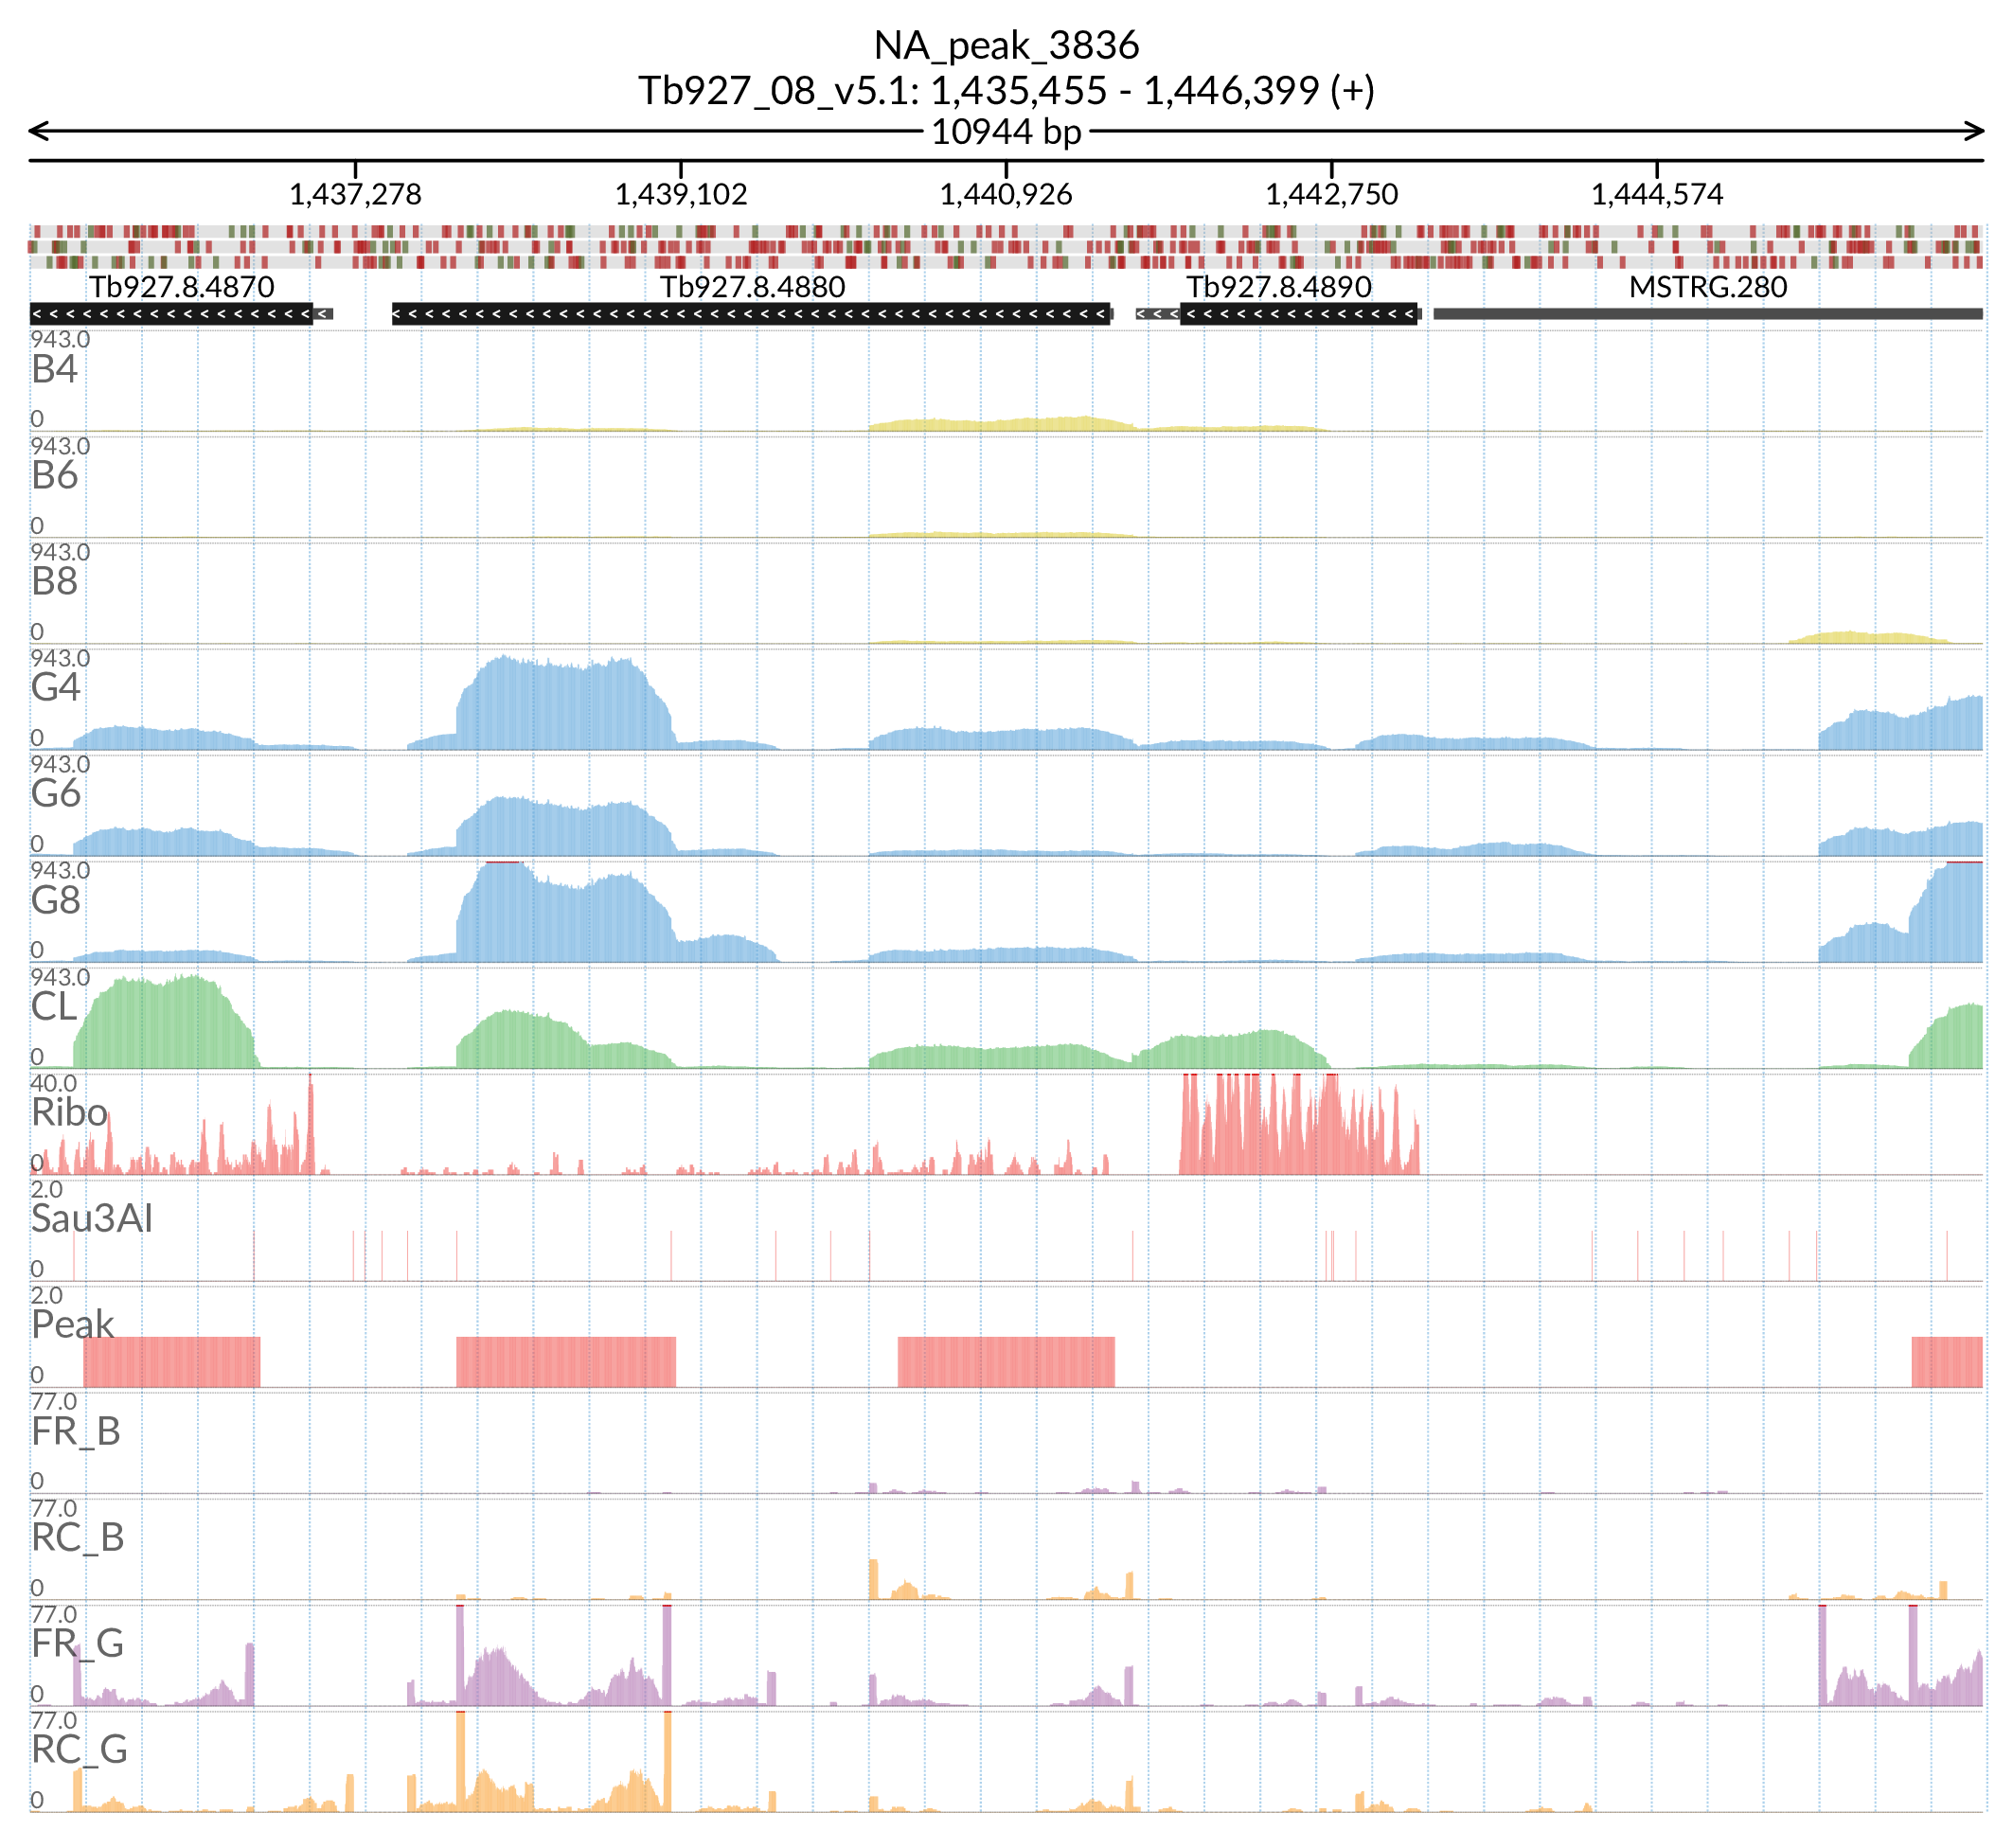 NA_peak_3836
Tb927_08_v5.1: 1,435,455 - 1,446,399 (+)
10944 bp
1,437,278 1,439,102 1,440,926 1,442,750 1,444,574
Tb927.8.4870 Tb927.8.4880 Tb927.8.4890 MSTRG.280
943.0
B4
0
943.0
B6
0
943.0
B8
0
943.0
G4
0
943.0
G6
0
943.0
G8
0
943.0
CL
0
40.0
Ribo
0
2.0
Sau3AI
0
2.0
Peak
0
77.0
FR_B
0
77.0
RC_B
0
77.0
FR_G
0
77.0
RC_G
0